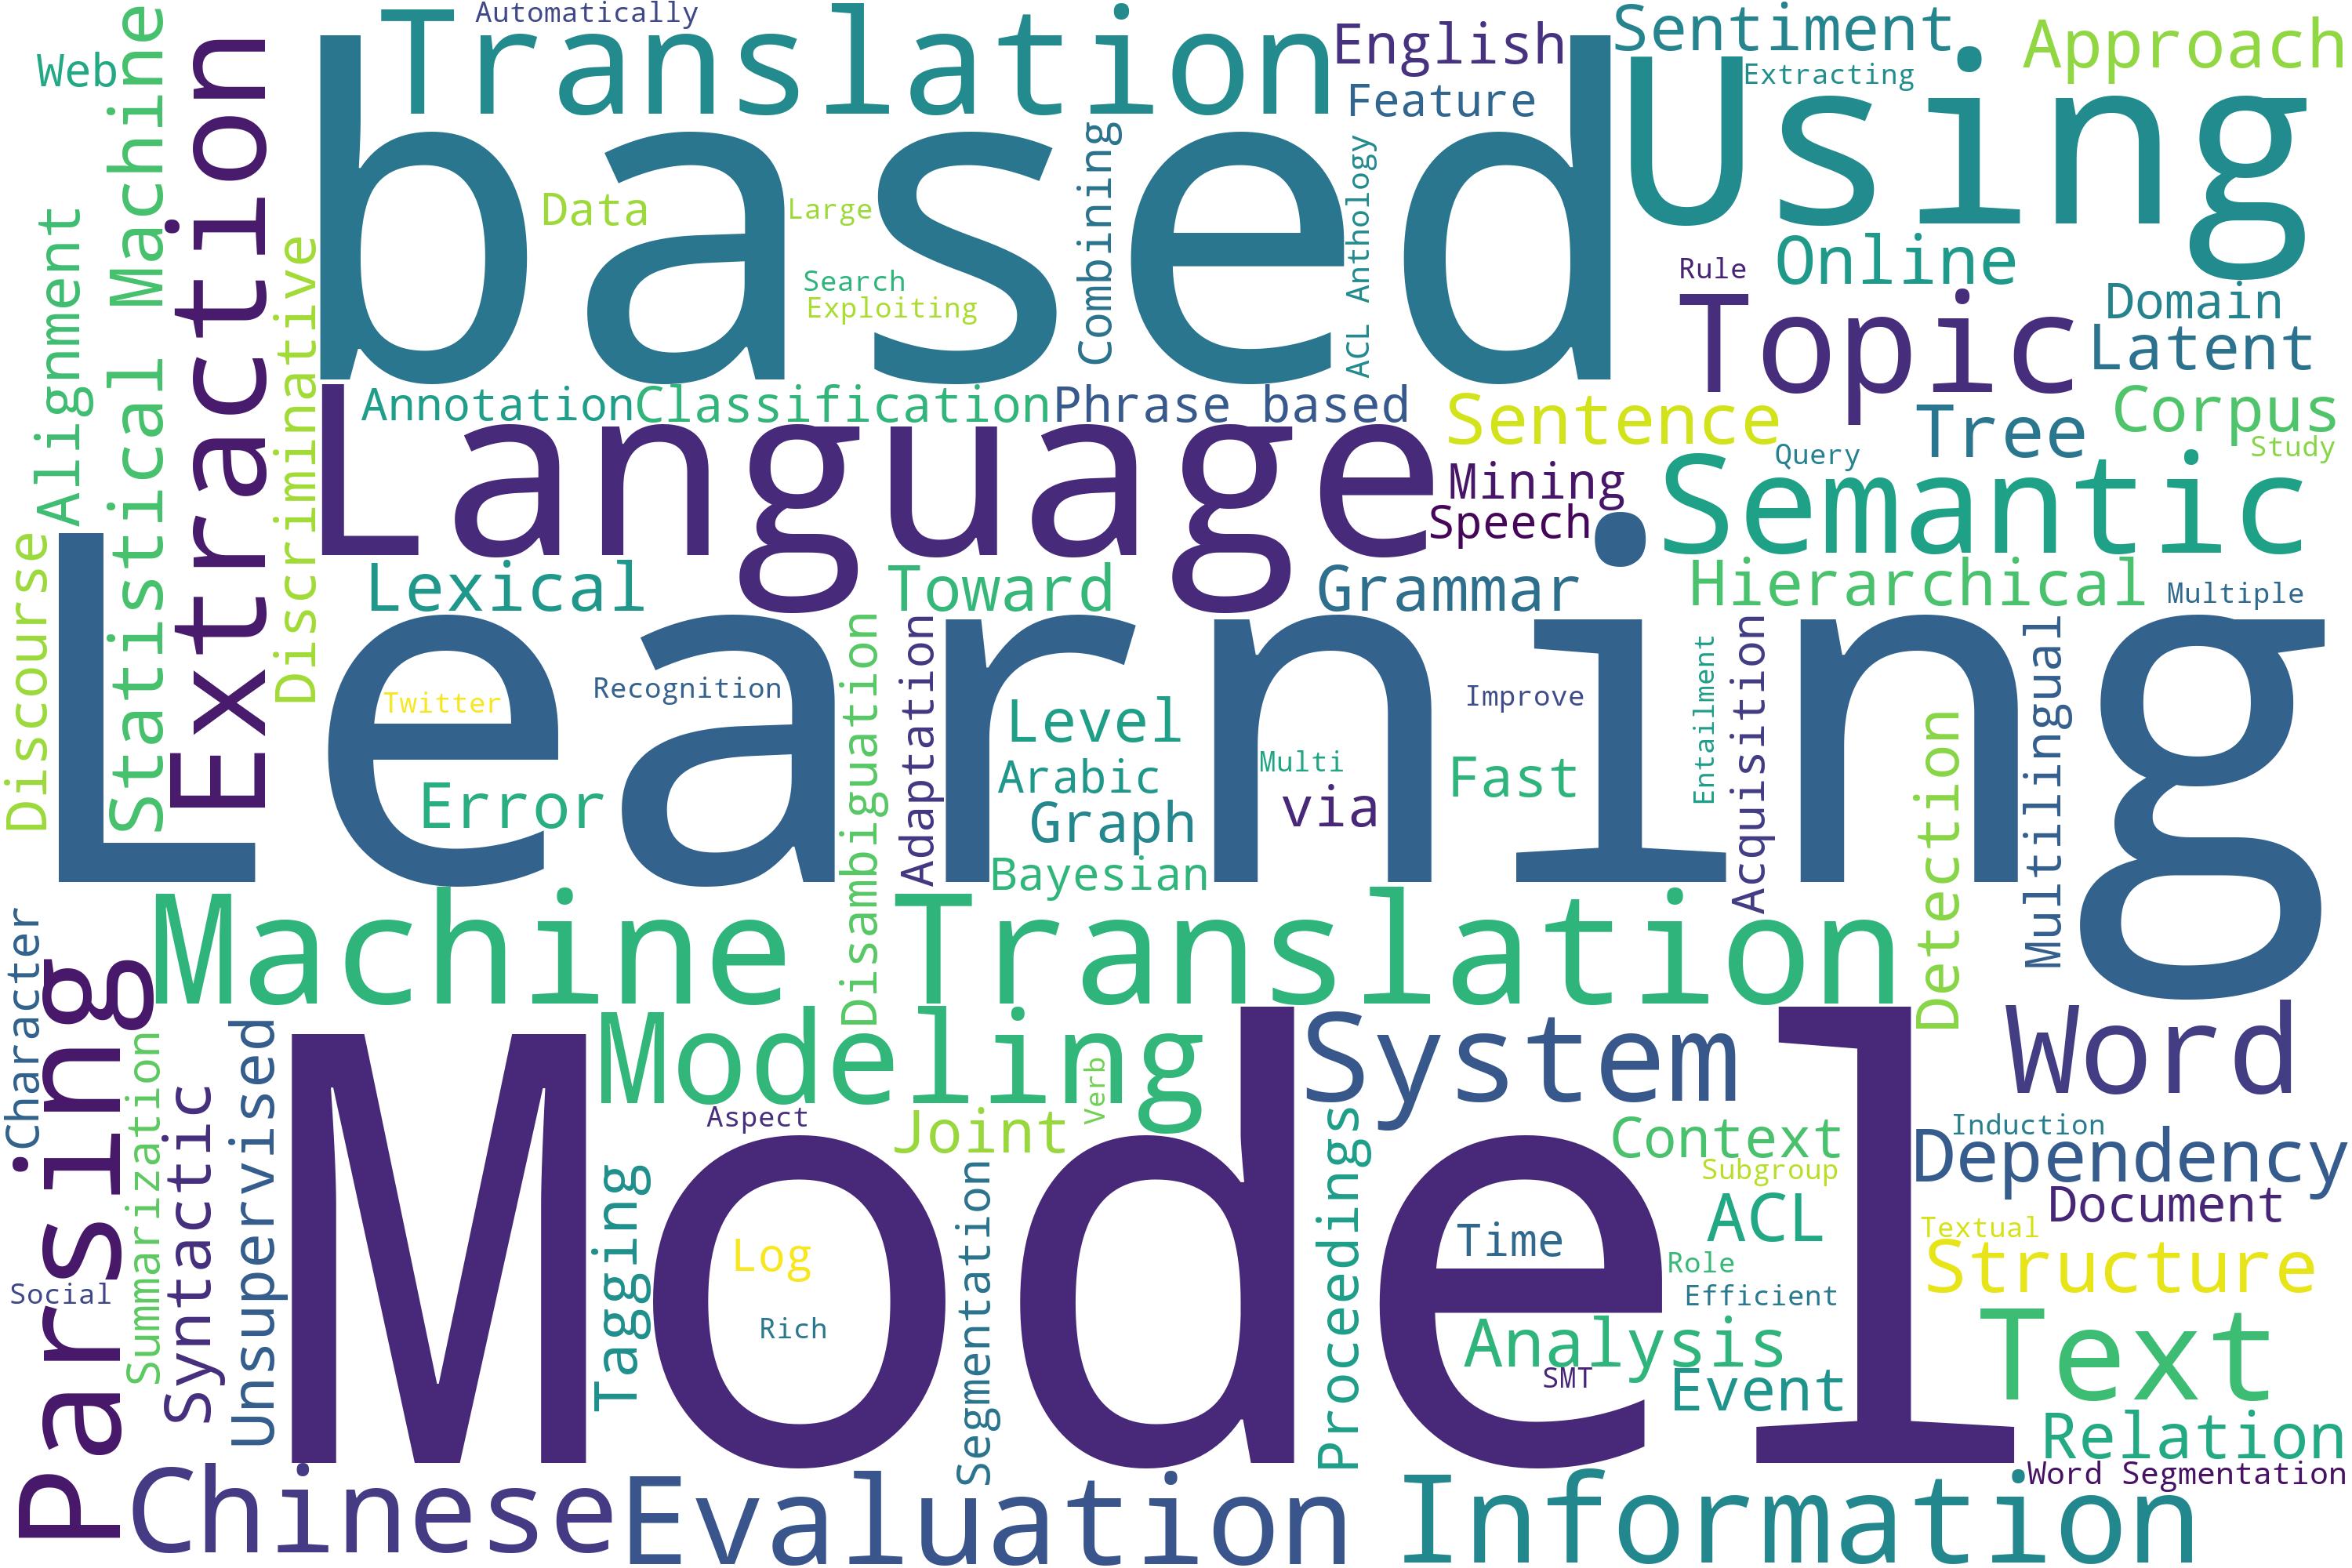 Automatically
Translation
English
Sentiment
Approach
Web
Statistical Machine
Extraction
based
Feature
Using
Extracting
Data
Large
Combining
ACL Anthology
Search
Exploiting
Alignment
Discriminative
Rule
Online
Topic
Domain
Latent
Annotation
Classification
Phrase based
Sentence
Tree
Corpus
Study
Language
Mining
Speech
Query
Semantic
Discourse
Lexical
Toward
Grammar
Hierarchical
Multiple
Learning
Twitter
Recognition
Disambiguation
Adaptation
Level
Improve
Entailment
Acquisition
Multilingual
Error
Arabic
Multi
Fast
Graph
via
Bayesian
Detection
Machine Translation
Character
Parsing
Modeling
System
Word
Summarization
Syntactic
Unsupervised
Model
Aspect
Joint
Verb
Context
Induction
Dependency
Subgroup
Tagging
Segmentation
Proceedings
ACL
Document
Log
Time
Textual
Role
Structure
Social
Efficient
Rich
Analysis
Text
SMT
Event
Relation
Word Segmentation
Chinese
Evaluation
Information